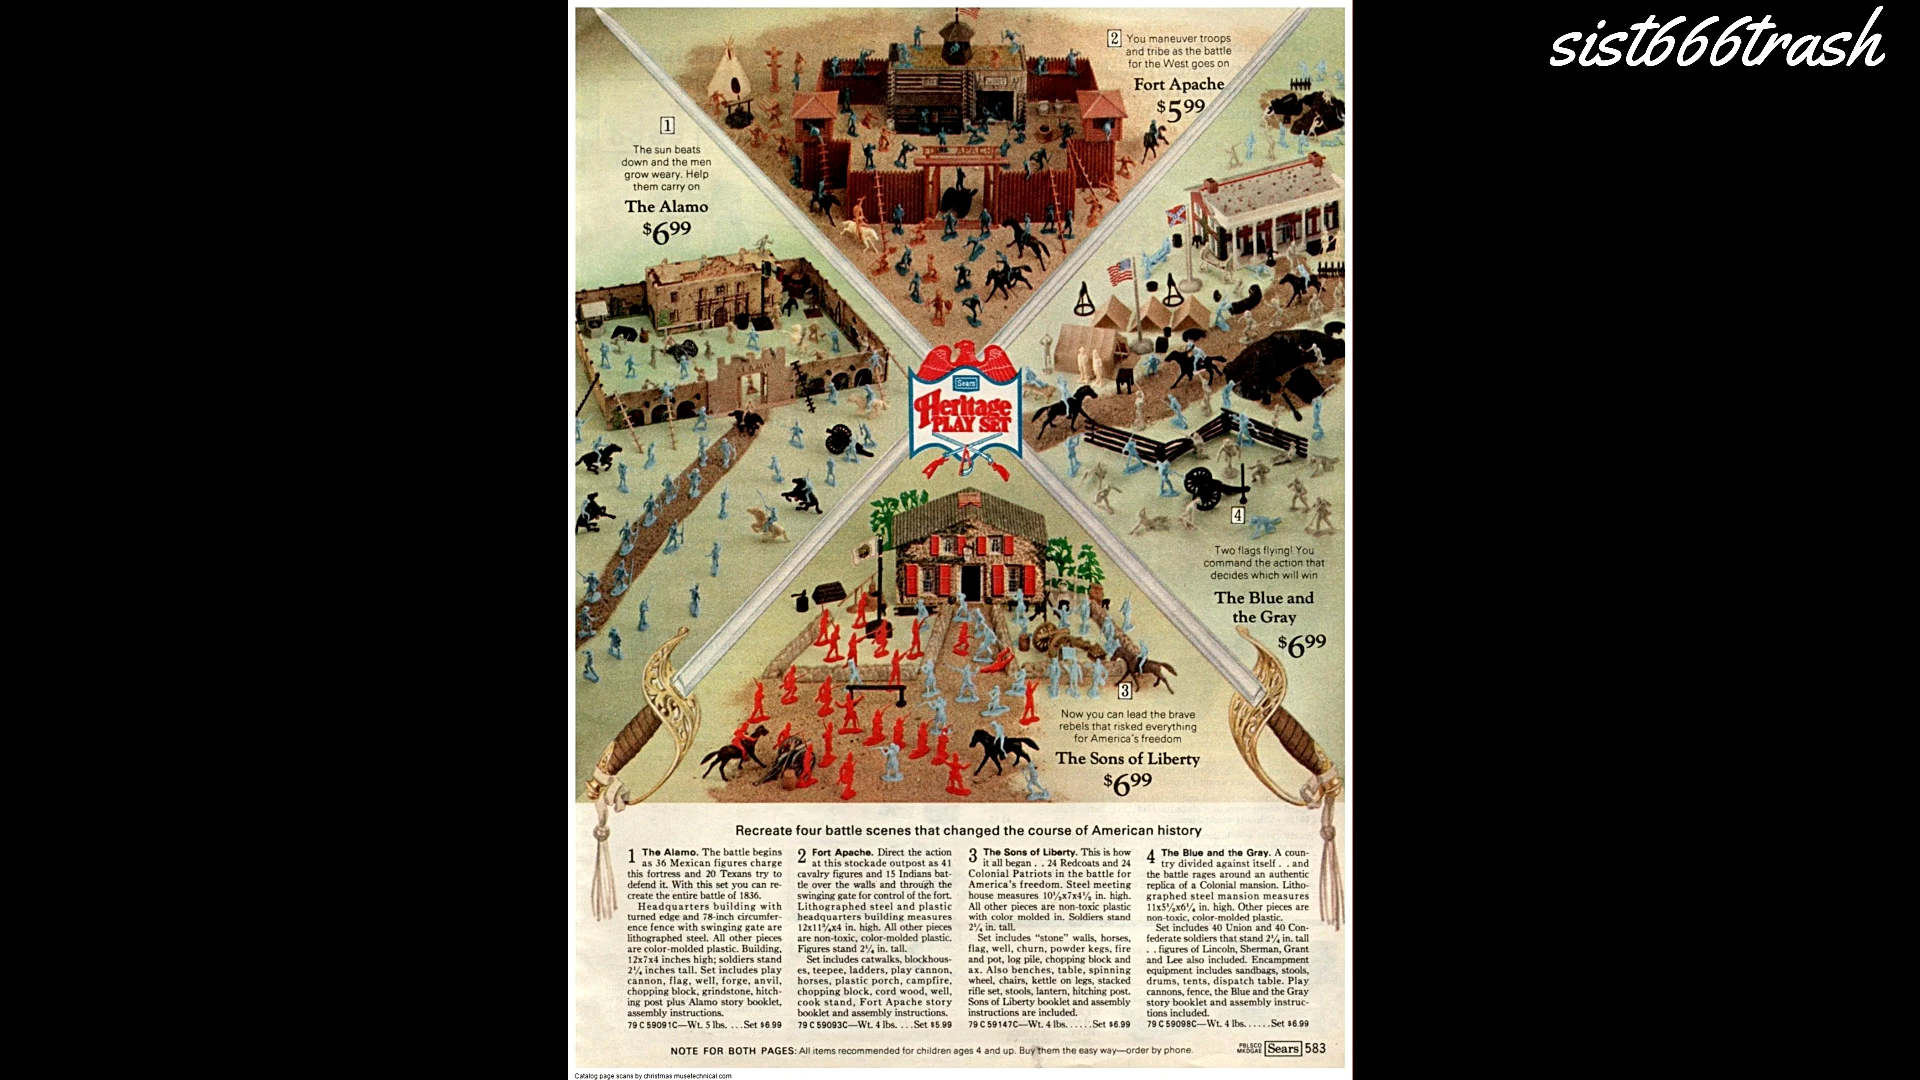 sist666trash
2 You maneuver troops
and tribe as the battle
for the West goes on
Fort Apache
$5.99
1
The sun beats
down and the men
grow weary. Help
them carry on
The Alamo
$6.99
FORT APACHE
Sears
Heritage
PLAY SET
4
Two flags flying! You
command the action that
decides which will win
The Blue and
the Gray
$6.99
3
Now you can lead the brave
rebels that risked everything
for America's freedom
The Sons of Liberty
$6.99
Recreate four battle scenes that changed the course of American history
1 The Alamo. The battle begins
as 36 Mexican figures charge
this fortress and 20 Texans try to
defend it. With this set you can re-
create the entire battle of 1836.
Headquarters building with
turned edge and 78-inch circumfer-
ence fence with swinging gate are
lithographed steel. All other pieces
are color-molded plastic. Building,
12x7x4 inches high; soldiers stand
2¼ inches tall. Set includes play
cannon, flag, well, forge, anvil,
chopping block, grindstone, hitch-
ing post plus Alamo story booklet,
assembly instructions.
79 C 59091C—Wt. 5 lbs. ....Set $6.99
2 Fort Apache. Direct the action
at this stockade outpost as 41
cavalry figures and 15 Indians bat-
tle over the walls and through the
swinging gate for control of the fort.
Lithographed steel and plastic
headquarters building measures
12x11¾x4 in. high. All other pieces
are non-toxic, color-molded plastic.
Figures stand 2¼ in. tall.
Set includes catwalks, blockhous-
es, teepee, ladders, play cannon,
horses, plastic porch, campfire,
chopping block, cord wood, well,
cook stand, Fort Apache story
booklet and assembly instructions.
79 C 59093C—Wt. 4 lbs. ....Set $5.99
3 The Sons of Liberty. This is how
it all began . . 24 Redcoats and 24
Colonial Patriots in the battle for
America's freedom. Steel meeting
house measures 10½x7x4½ in. high.
All other pieces are non-toxic plastic
with color molded in. Soldiers stand
2¼ in. tall.
Set includes "stone" walls, horses,
flag, well, churn, powder kegs, fire
and pot, log pile, chopping block and
ax. Also benches, table, spinning
wheel, chairs, kettle on legs, stacked
rifle set, stools, lantern, hitching post.
Sons of Liberty booklet and assembly
instructions are included.
79 C 59147C—Wt. 4 lbs. ......Set $6.99
4 The Blue and the Gray. A coun-
try divided against itself . . and
the battle rages around an authentic
replica of a Colonial mansion. Litho-
graphed steel mansion measures
11x5½x6¼ in. high. Other pieces are
non-toxic, color-molded plastic.
Set includes 40 Union and 40 Con-
federate soldiers that stand 2¼ in. tall
. . figures of Lincoln, Sherman, Grant
and Lee also included. Encampment
equipment includes sandbags, stools,
drums, tents, dispatch table. Play
cannons, fence, the Blue and the Gray
story booklet and assembly instruc-
tions included.
79 C 59098C—Wt. 4 lbs. ......Set $6.99
NOTE FOR BOTH PAGES: All items recommended for children ages 4 and up. Buy them the easy way—order by phone.
Sears 583
Catalog page scans by christmas.musetechnical.com